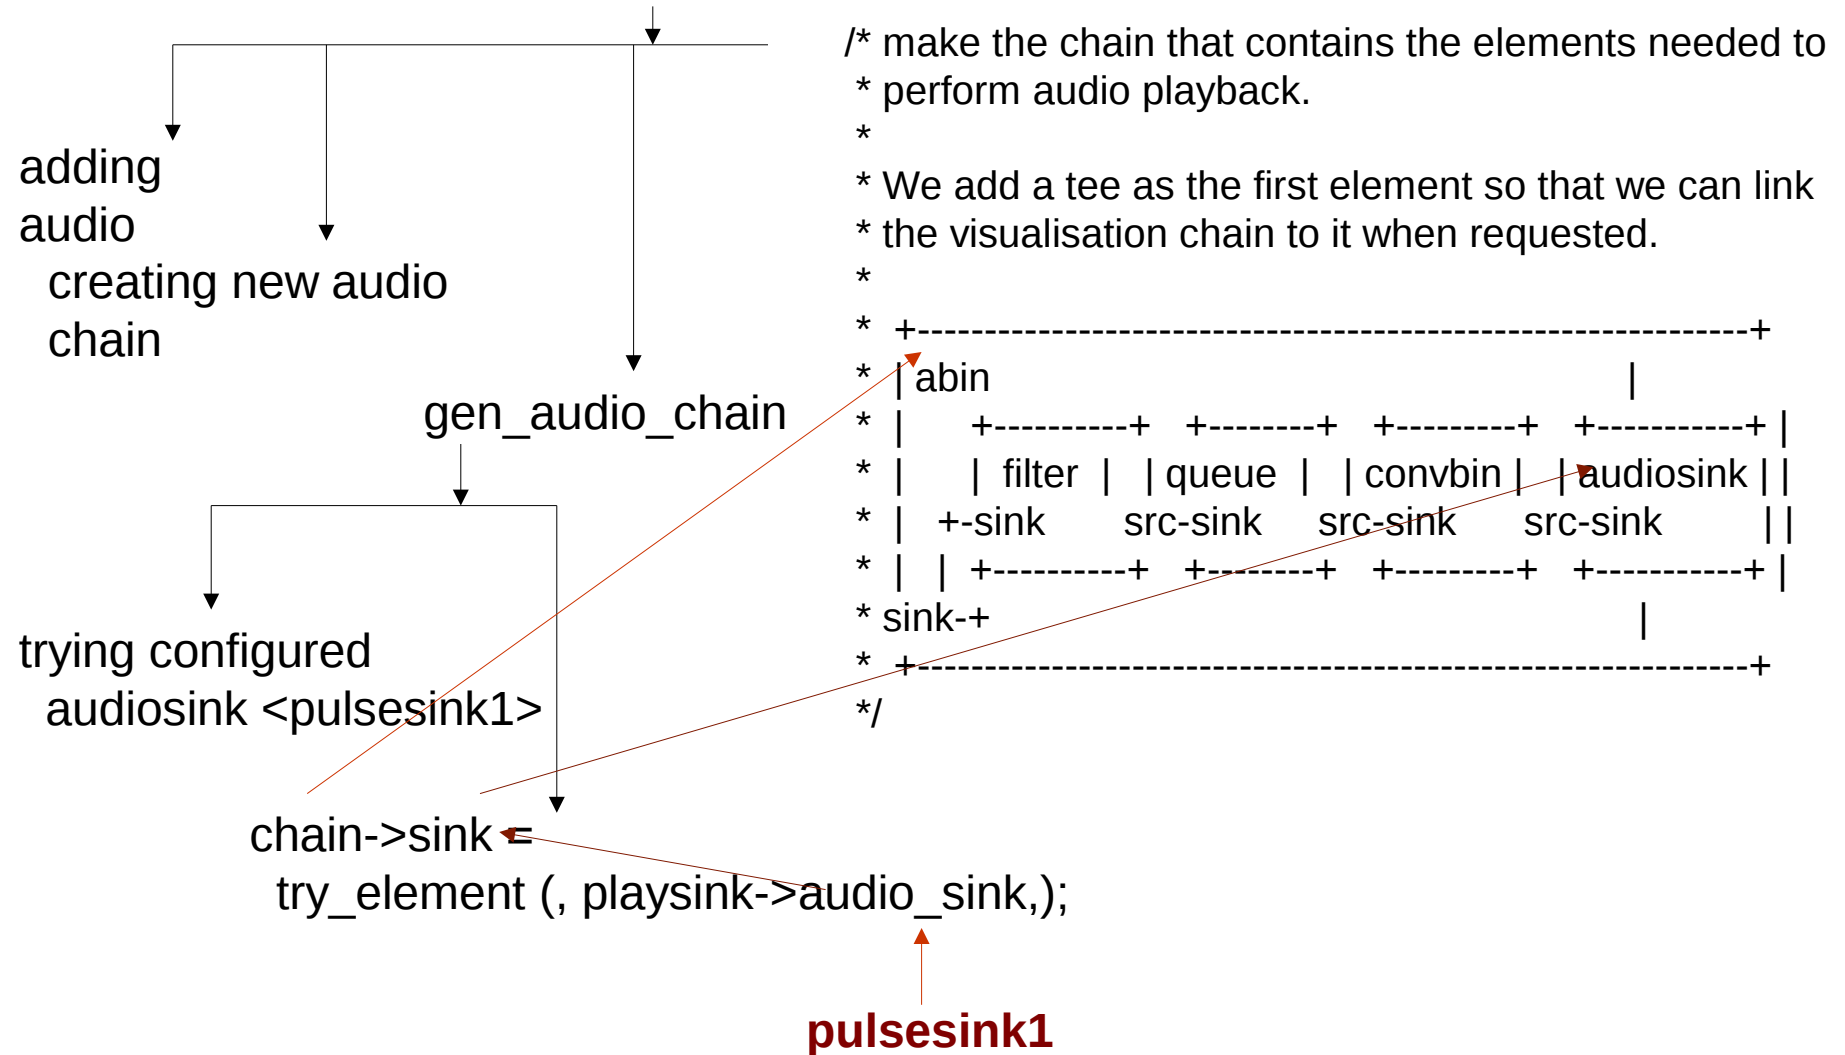 adding
audio
creating new audio
chain
gen_audio_chain
trying configured
audiosink <pulsesink1>
chain->sink =
try_element (, playsink->audio_sink,);
pulsesink1
/* make the chain that contains the elements needed to
* perform audio playback.
*
* We add a tee as the first element so that we can link
* the visualisation chain to it when requested.
*
*  +--------------------------------------------------------------+
*  | abin                                                         |
*  |      +----------+   +--------+   +---------+   +-----------+ |
*  |      |  filter  |   | queue  |   | convbin |   | audiosink | |
*  |   +-sink       src-sink     src-sink      src-sink         | |
*  |   |  +----------+   +--------+   +---------+   +-----------+ |
* sink-+                                                         |
*  +--------------------------------------------------------------+
*/